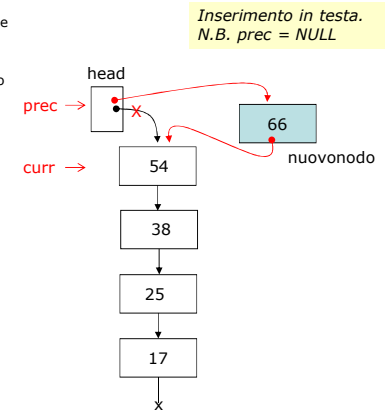 Inserimento in testa.
N.B. prec = NULL
e
o
head
prec
x
66
nuovonodo
curr
54
38
25
17
x